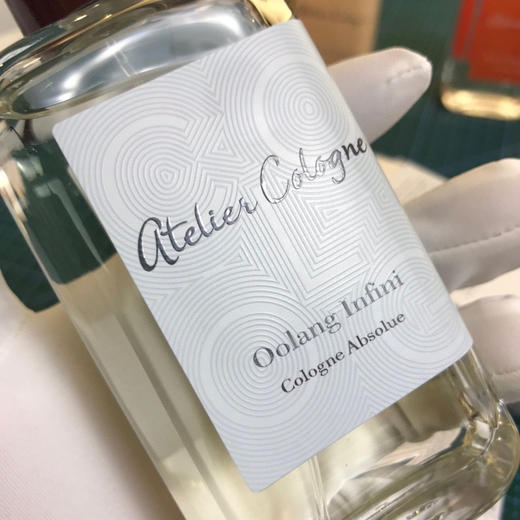 Atelier Cologne
Oolang Infini
Cologne Absolue